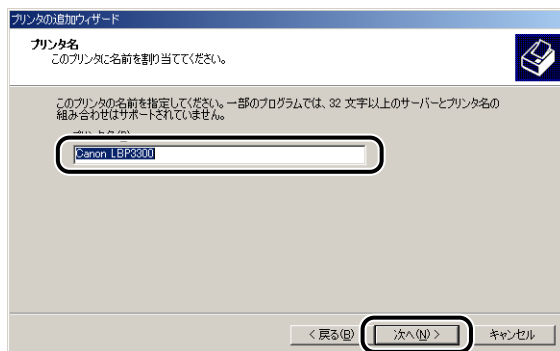 プリンタの追加ウィザード
プリンタ名
このプリンタに名前を割り当ててください。
このプリンタの名前を指定してください。一部のプログラムでは、32 文字以上のサーバーとプリンタ名の
組み合わせはサポートされていません。
Canon LBP3300
< 戻る(B)
次へ(N) >
キャンセル